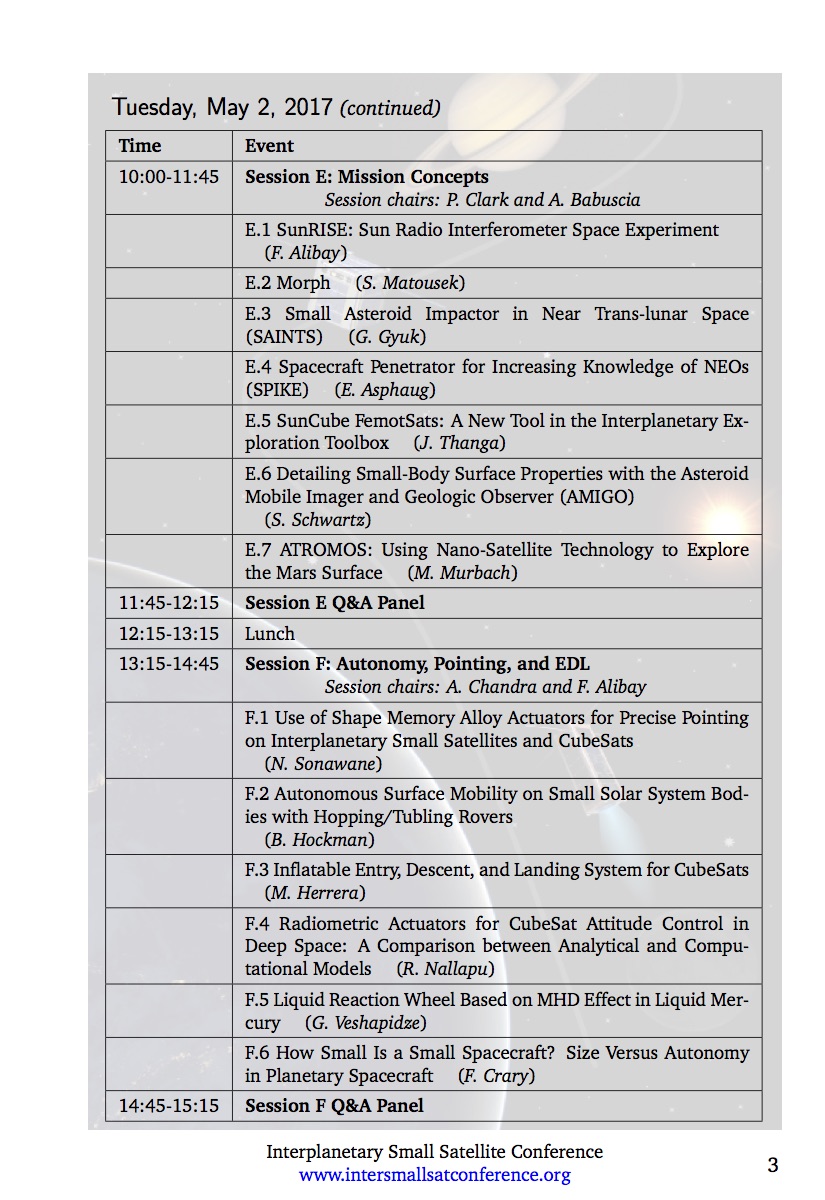 Tuesday, May 2, 2017 (continued)
Time Event
10:00-11:45 Session E: Mission Concepts
Session chairs: P. Clark and A. Babuscia
E.1 SunRISE: Sun Radio Interferometer Space Experiment
(F. Alibay)
E.2 Morph (S. Matousek)
E.3 Small Asteroid Impactor in Near Trans-lunar Space
(SAINTS) (G. Gyuk)
E.4 Spacecraft Penetrator for Increasing Knowledge of NEOs
(SPIKE) (E. Asphaug)
E.5 SunCube FemotSats: A New Tool in the Interplanetary Ex-
ploration Toolbox (J. Thanga)
E.6 Detailing Small-Body Surface Properties with the Asteroid
Mobile Imager and Geologic Observer (AMIGO)
(S. Schwartz)
E.7 ATROMOS: Using Nano-Satellite Technology to Explore
the Mars Surface (M. Murbach)
11:45-12:15 Session E Q&A Panel
12:15-13:15 Lunch
13:15-14:45 Session F: Autonomy, Pointing, and EDL
Session chairs: A. Chandra and F. Alibay
F.1 Use of Shape Memory Alloy Actuators for Precise Pointing
on Interplanetary Small Satellites and CubeSats
(N. Sonawane)
F.2 Autonomous Surface Mobility on Small Solar System Bod-
ies with Hopping/Tubling Rovers
(B. Hockman)
F.3 Inflatable Entry, Descent, and Landing System for CubeSats
(M. Herrera)
F.4 Radiometric Actuators for CubeSat Attitude Control in
Deep Space: A Comparison between Analytical and Compu-
tational Models (R. Nallapu)
F.5 Liquid Reaction Wheel Based on MHD Effect in Liquid Mer-
cury (G. Veshapidze)
F.6 How Small Is a Small Spacecraft? Size Versus Autonomy
in Planetary Spacecraft (F. Crary)
14:45-15:15 Session F Q&A Panel
Interplanetary Small Satellite Conference
www.intersmallsatconference.org
3